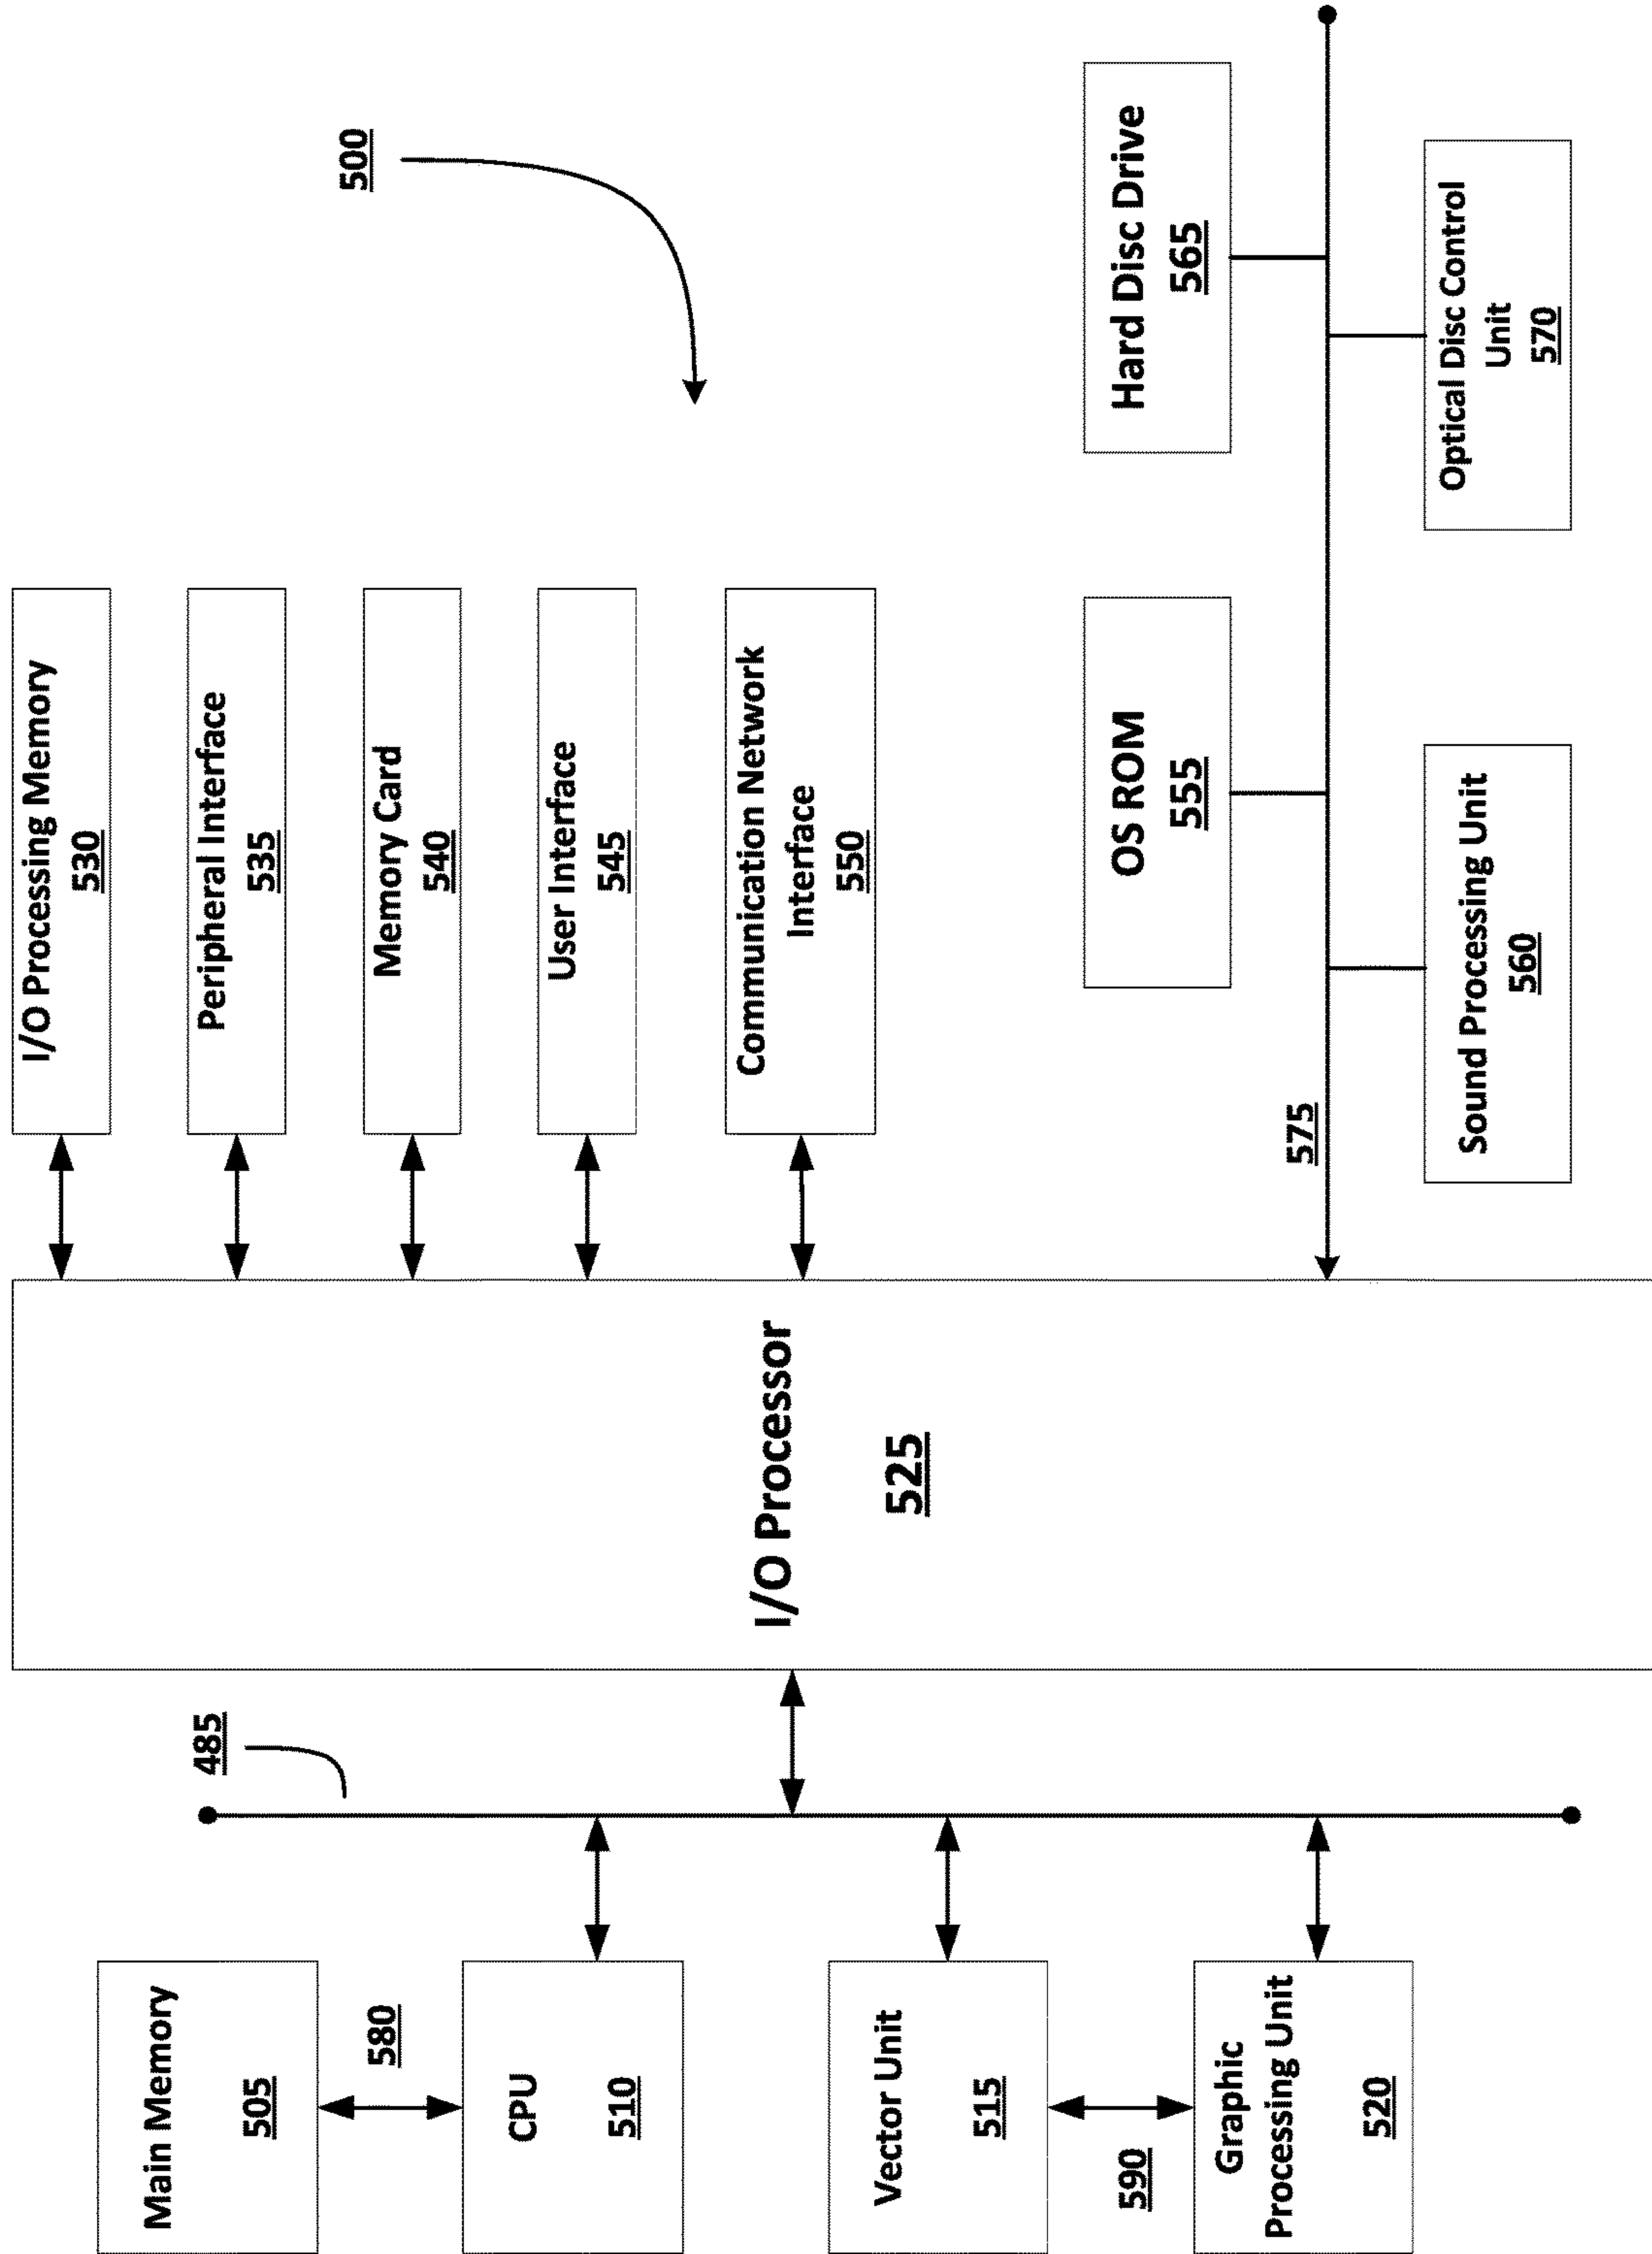 Main Memory
505
580
CPU
510
Vector Unit
515
590
Graphic
Processing Unit
520
485
I/O Processor
525
I/O Processing Memory
530
Peripheral Interface
535
Memory Card
540
User Interface
545
Communication Network
Interface
550
500
575
OS ROM
555
Hard Disc Drive
565
Sound Processing Unit
560
Optical Disc Control
Unit
570